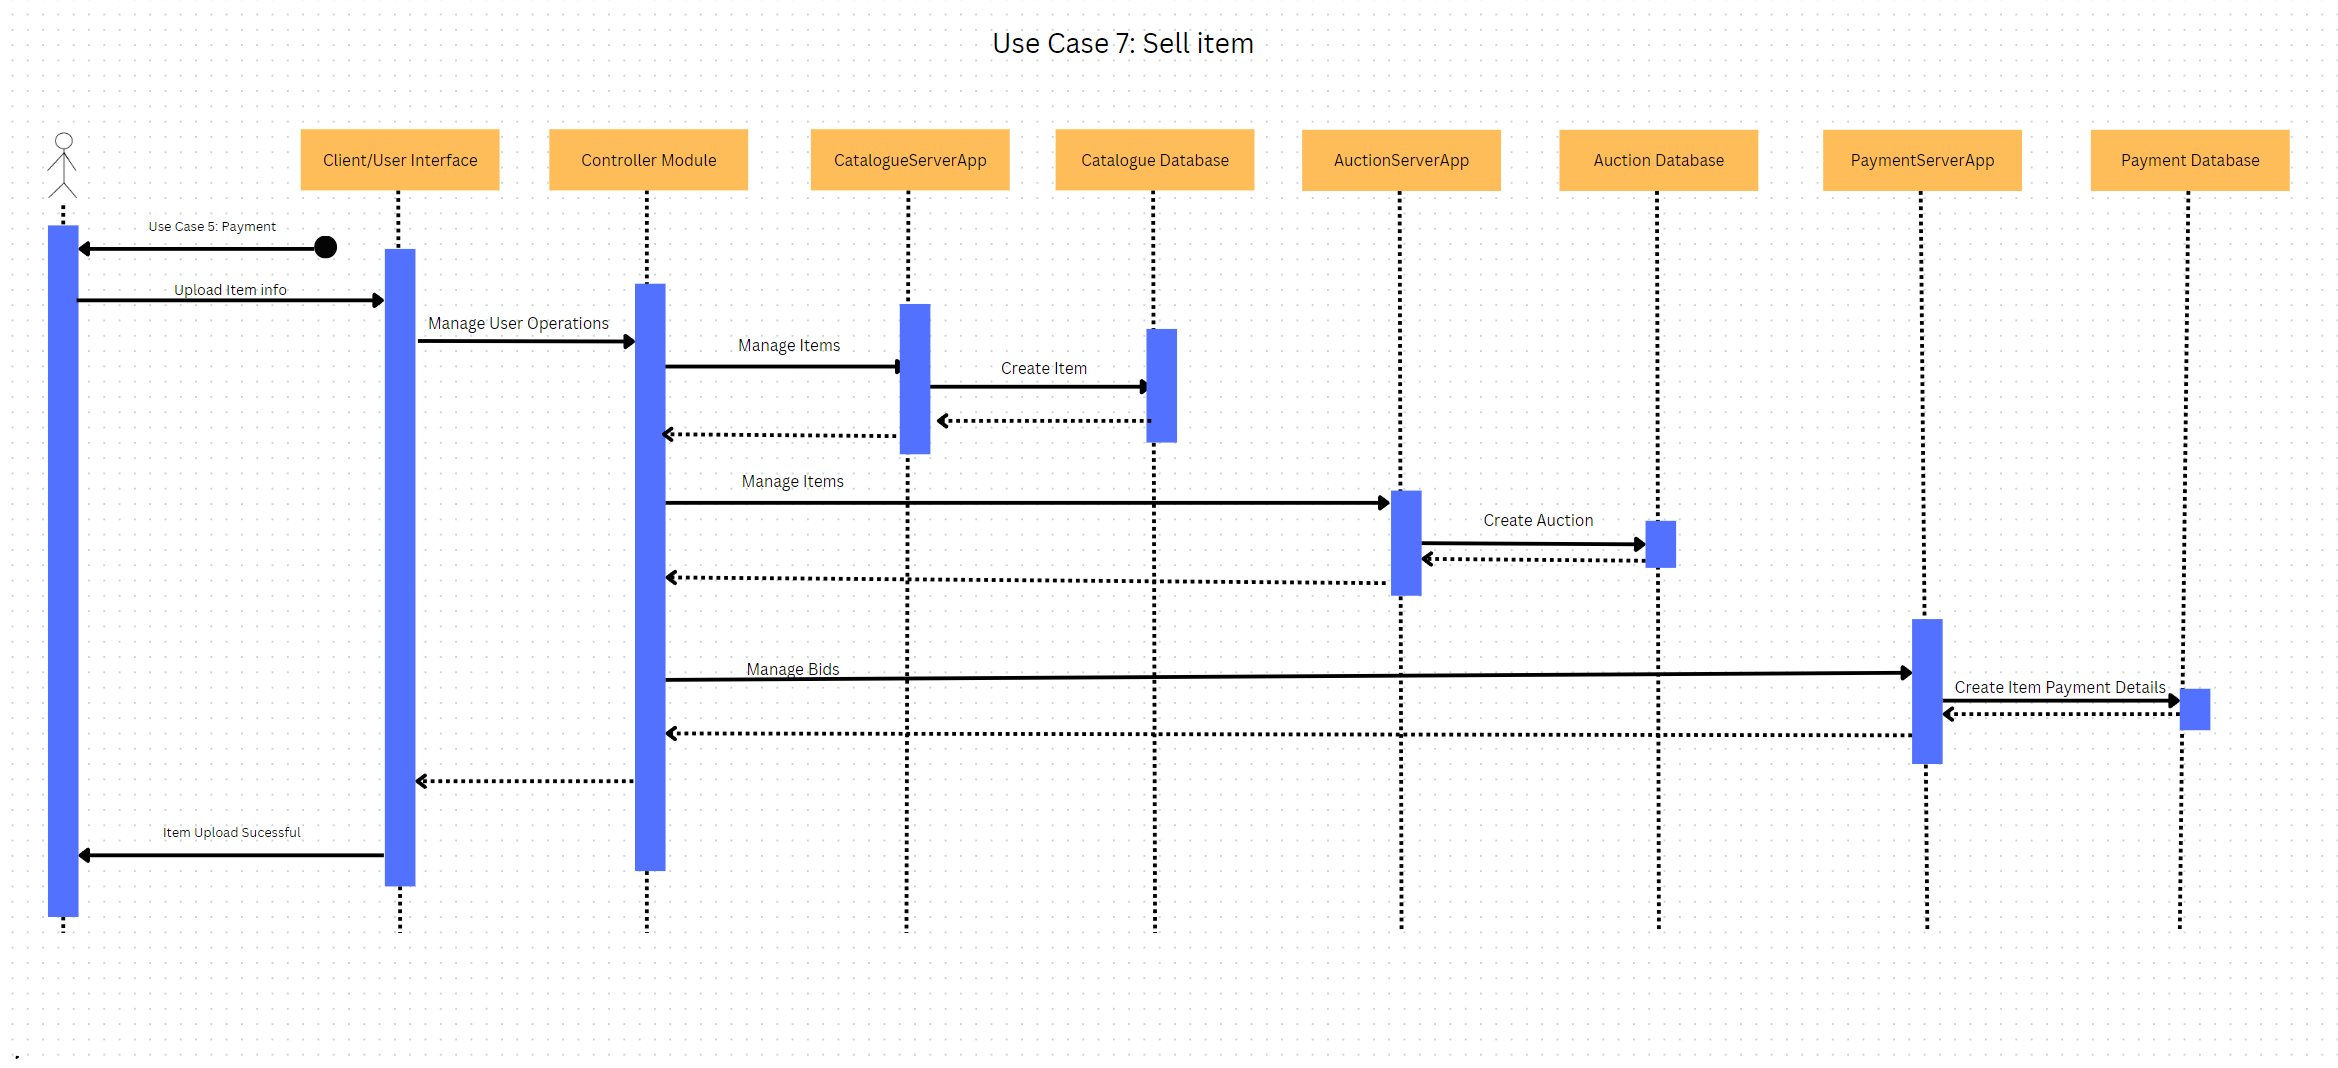 Use Case 7: Sell item
Client/User Interface
Controller Module
CatalogueServerApp
Catalogue Database
AuctionServerApp
Auction Database
PaymentServerApp
Payment Database
Use Case 5: Payment
Upload Item info
Manage User Operations
Manage Items
Create Item
Manage Items
Create Auction
Manage Bids
Create Item Payment Details
Item Upload Sucessful